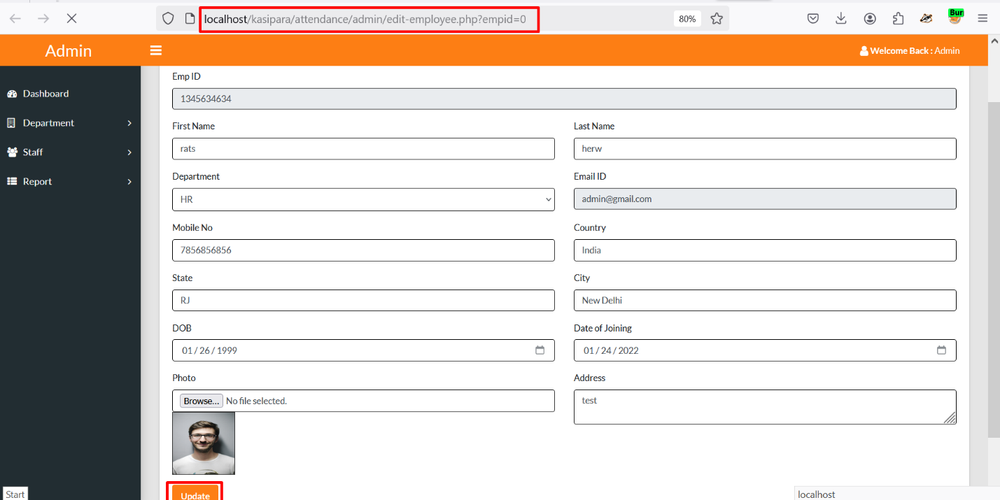 localhost/kasipara/attendance/admin/edit-employee.php?empid=0
80%
Bur
Admin
Welcome Back : Admin
Dashboard
Department
Staff
Report
Emp ID
1345634634
First Name
Last Name
rats
herw
Department
Email ID
HR
admin@gmail.com
Mobile No
Country
7856856856
India
State
City
RJ
New Delhi
DOB
Date of Joining
01 / 26 / 1999
01 / 24 / 2022
Photo
Address
Browse... No file selected.
test
Update
Start
localhost